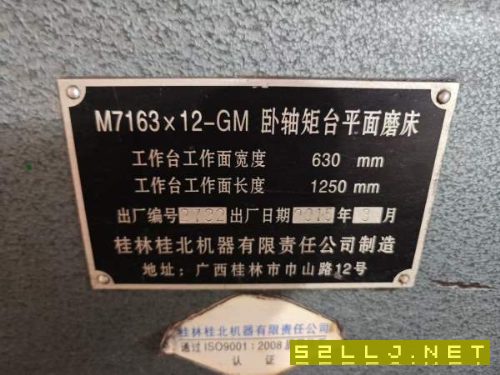 M7163×12-GM 卧轴矩台平面磨床
工作台工作面宽度 630 mm
工作台工作面长度 1250 mm
出厂编号 出厂日期 年 月
桂林桂北机器有限责任公司制造
地址：广西桂林市巾山路12号
桂林桂北机器有限责任公司
通过ISO9001:2008
认证
52LLJ.NET